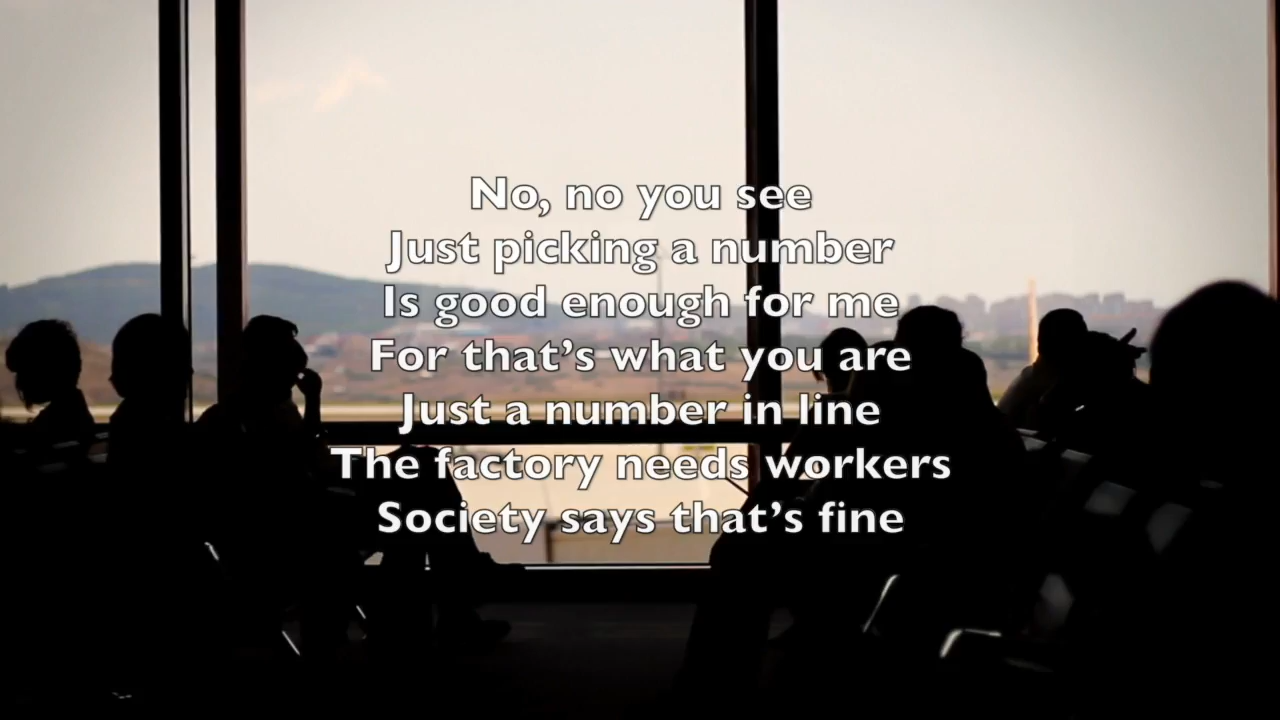 No, no you see
Just picking a number
Is good enough for me
For that's what you are
Just a number in line
The factory needs workers
Society says that's fine